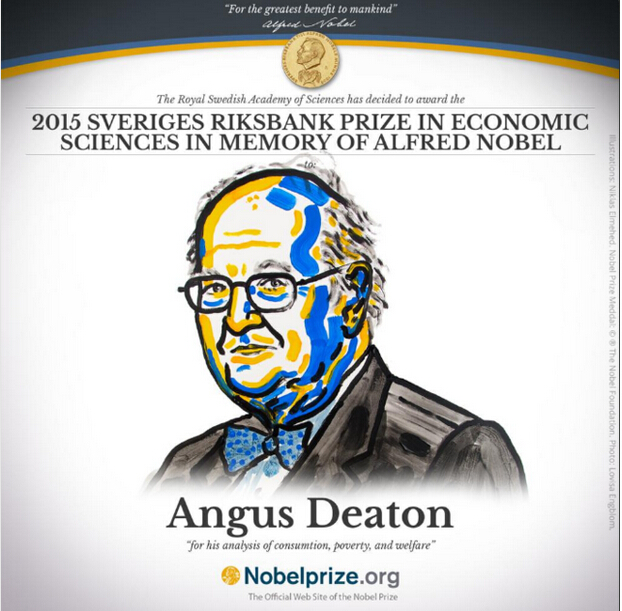 “For the greatest benefit to mankind”
Alfred Nobel
The Royal Swedish Academy of Sciences has decided to award the
2015 SVERIGES RIKSBANK PRIZE IN ECONOMIC
SCIENCES IN MEMORY OF ALFRED NOBEL
to:
Angus Deaton
“for his analysis of consumtion, poverty, and welfare”
Nobelprize.org
The Official Web Site of the Nobel Prize
Illustrations: Niklas Elmehed. Nobel Prize Medal: © ® The Nobel Foundation. Photo: Lovisa Engblom.